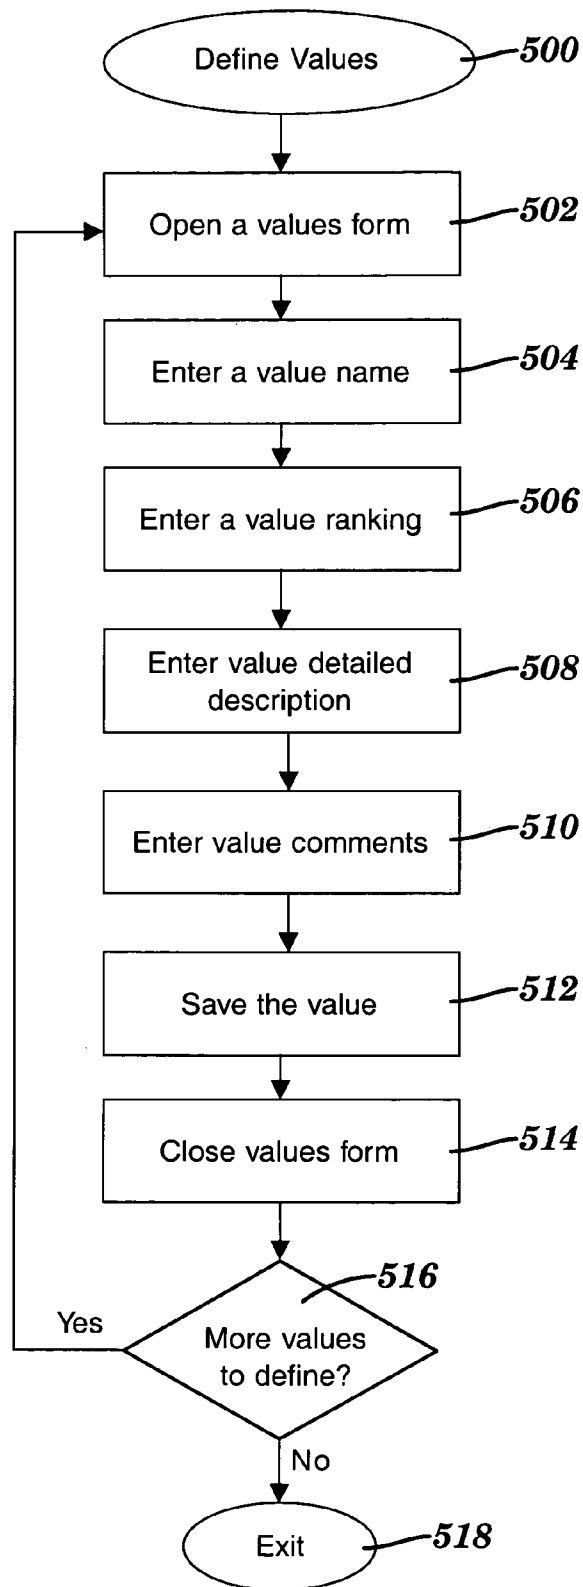 Define Values
500
Open a values form
502
Enter a value name
504
Enter a value ranking
506
Enter value detailed
description
508
Enter value comments
510
Save the value
512
Close values form
514
516
Yes
More values
to define?
No
Exit
518